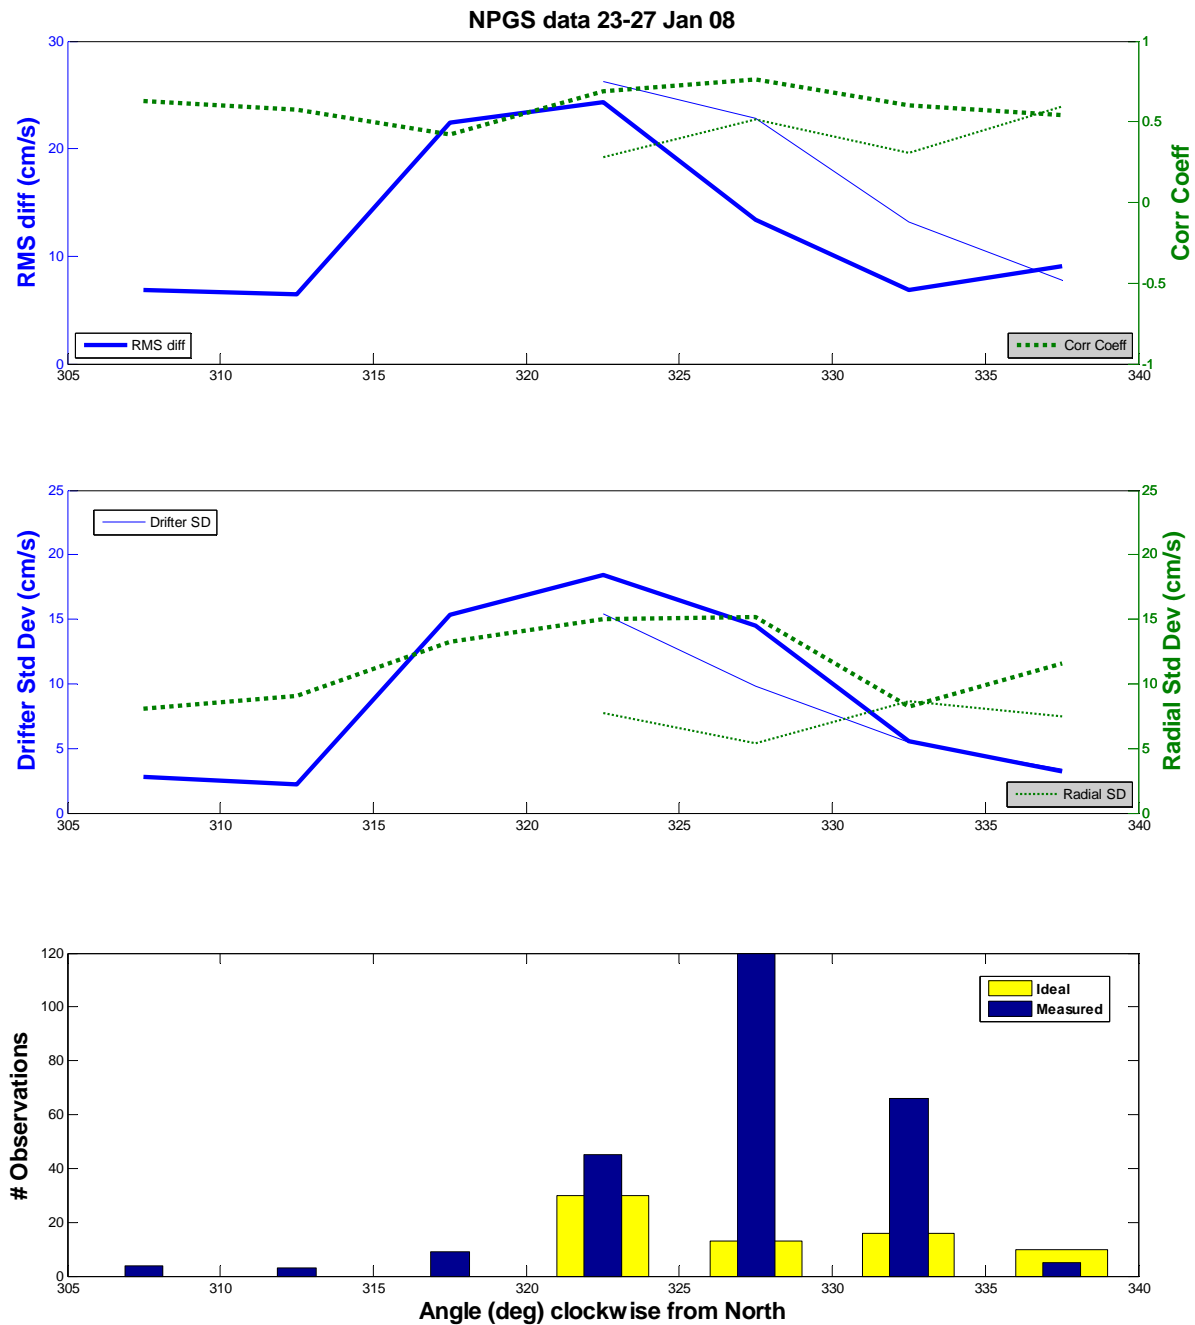 NPGS data 23-27 Jan 08
30
20
10
0
RMS diff (cm/s)
1
0.5
0
-0.5
-1
Corr Coeff
RMS diff
Corr Coeff
305 310 315 320 325 330 335 340
25
20
15
10
5
0
Drifter Std Dev (cm/s)
25
20
15
10
5
0
Radial Std Dev (cm/s)
Drifter SD
Radial SD
305 310 315 320 325 330 335 340
120
100
80
60
40
20
0
# Observations
Ideal
Measured
305 310 315 320 325 330 335 340
Angle (deg) clockwise from North